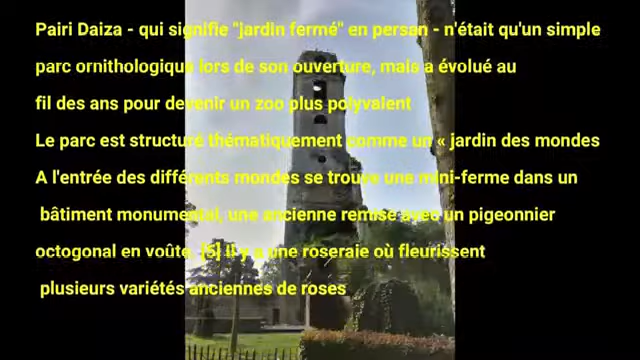 Pairi Daiza - qui signifie "jardin fermé" en persan - n'était qu'un simple
parc ornithologique lors de son ouverture, mais a évolué au
fil des ans pour devenir un zoo plus polyvalent
Le parc est structuré thématiquement comme un « jardin des mondes
A l'entrée des différents mondes se trouve une mini-ferme dans un
bâtiment monumental, une ancienne remise avec un pigeonnier
octogonal en voûte. [5] Il y a une roseraie où fleurissent
plusieurs variétés anciennes de roses